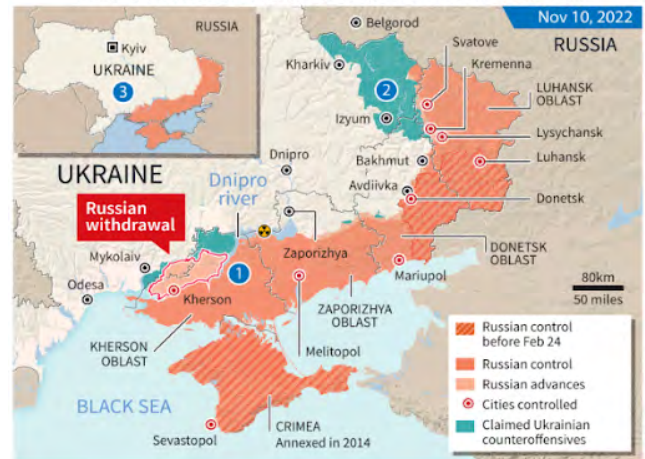 Nov 10, 2022
RUSSIA
Kyiv
UKRAINE
3
Belgorod
Svatove
RUSSIA
Kremenna
Kharkiv
2
LUHANSK
OBLAST
Izyum
Lysychansk
Dnipro
Bakhmut
Luhansk
UKRAINE
Dnipro
river
Avdiivka
Donetsk
Russian
withdrawal
Zaporizhya
DONETSK
OBLAST
Mykolaiv
1
Mariupol
80km
50 miles
Odesa
Kherson
ZAPORIZHYA
OBLAST
KHERSON
OBLAST
Melitopol
Russian control
before Feb 24
Russian control
Russian advances
Cities controlled
Claimed Ukrainian
counteroffensives
BLACK SEA
Sevastopol
CRIMEA
Annexed in 2014